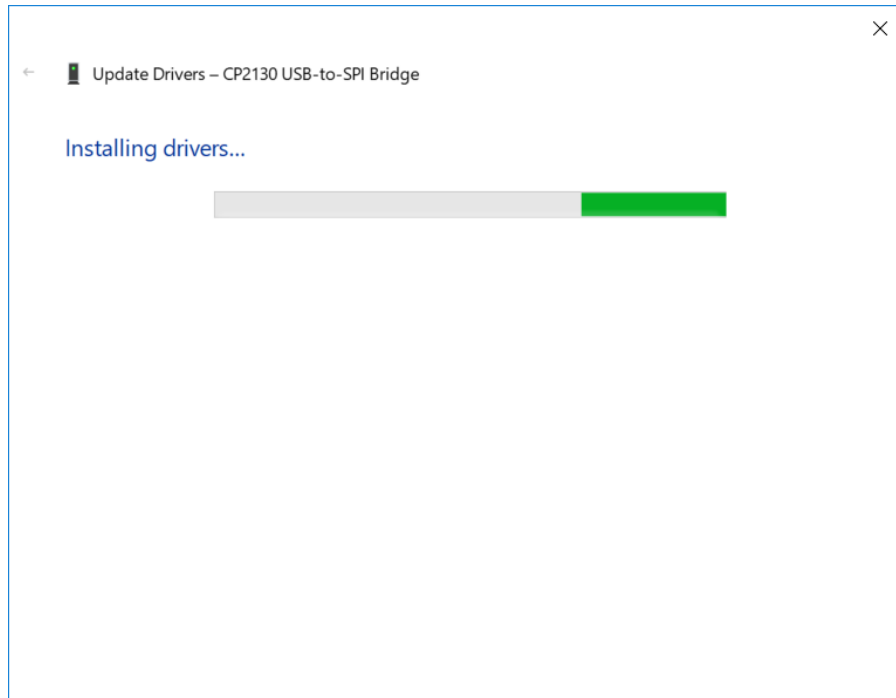 Update Drivers – CP2130 USB-to-SPI Bridge
Installing drivers...